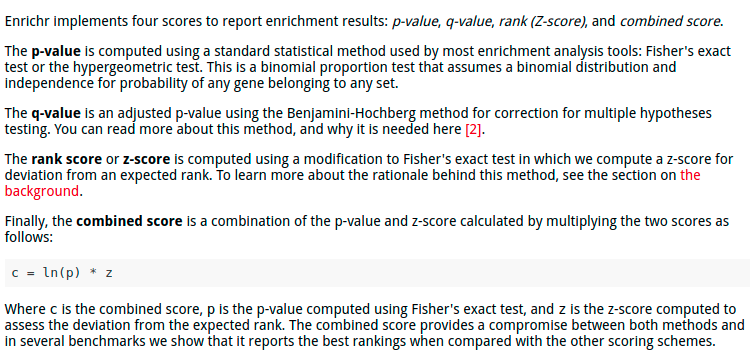 Enrichr implements four scores to report enrichment results: p-value, q-value, rank (Z-score), and combined score.
The p-value is computed using a standard statistical method used by most enrichment analysis tools: Fisher's exact
test or the hypergeometric test. This is a binomial proportion test that assumes a binomial distribution and
independence for probability of any gene belonging to any set.
The q-value is an adjusted p-value using the Benjamini-Hochberg method for correction for multiple hypotheses
testing. You can read more about this method, and why it is needed here [2].
The rank score or z-score is computed using a modification to Fisher's exact test in which we compute a z-score for
deviation from an expected rank. To learn more about the rationale behind this method, see the section on the
background.
Finally, the combined score is a combination of the p-value and z-score calculated by multiplying the two scores as
follows:
c = ln(p) * z
Where c is the combined score, p is the p-value computed using Fisher's exact test, and z is the z-score computed to
assess the deviation from the expected rank. The combined score provides a compromise between both methods and
in several benchmarks we show that it reports the best rankings when compared with the other scoring schemes.